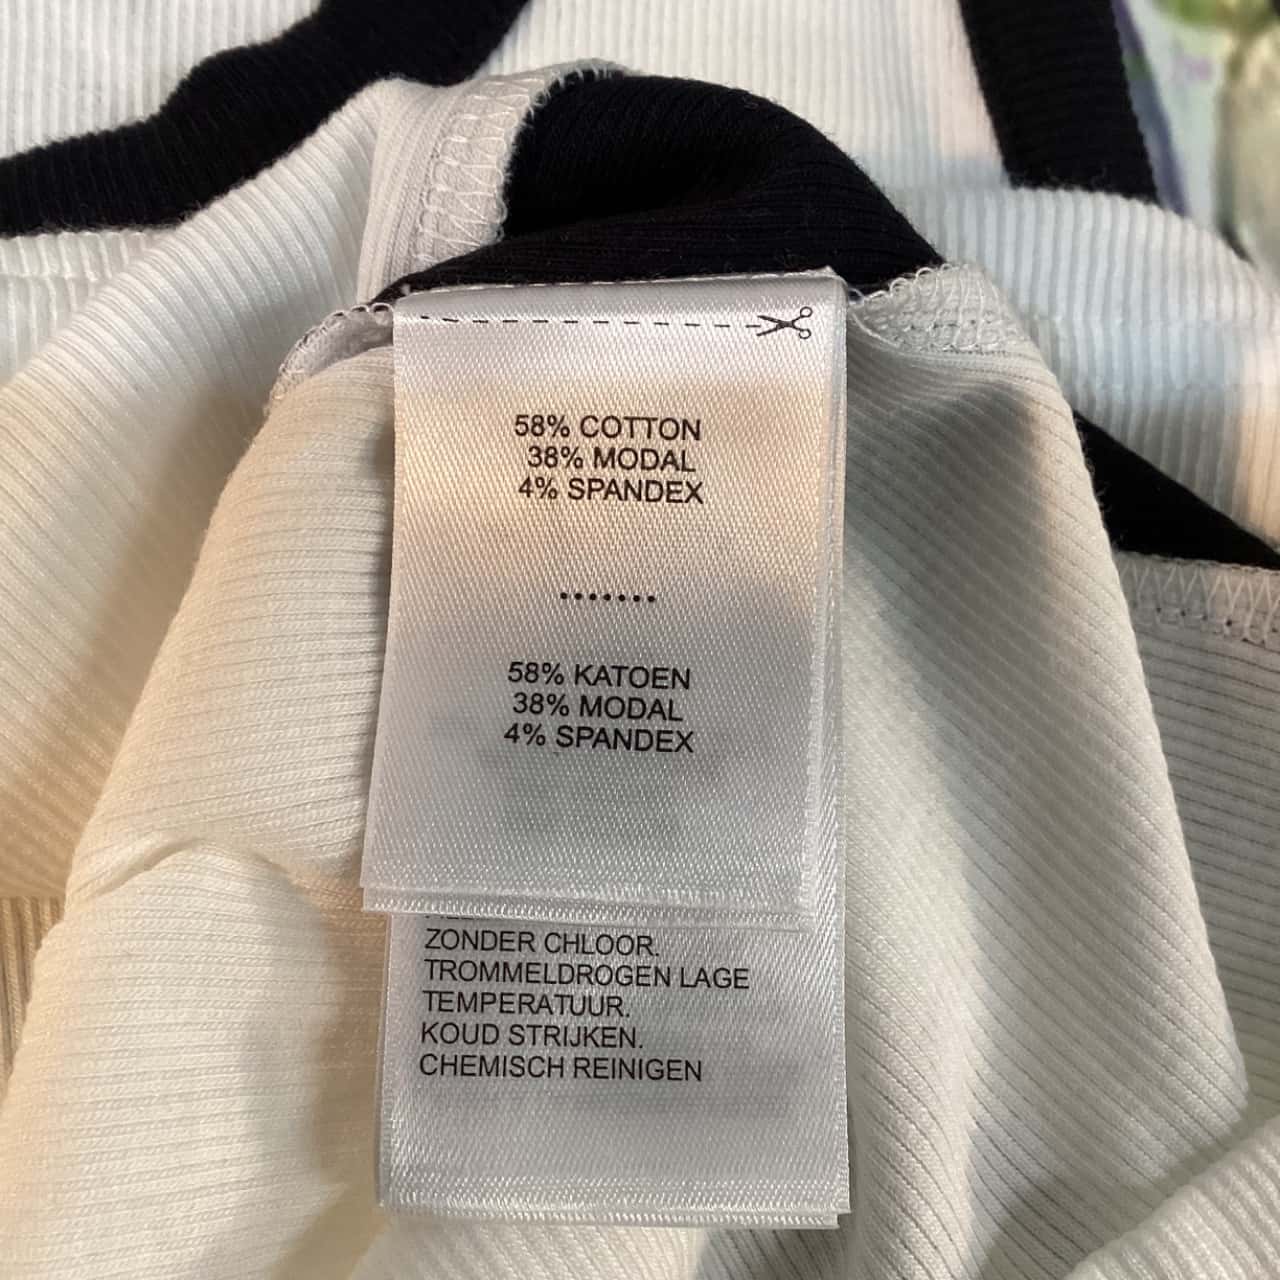 58% COTTON
38% MODAL
4% SPANDEX
.......
58% KATOEN
38% MODAL
4% SPANDEX
ZONDER CHLOOR.
TROMMELDROGEN LAGE
TEMPERATUUR.
KOUD STRIJKEN.
CHEMISCH REINIGEN